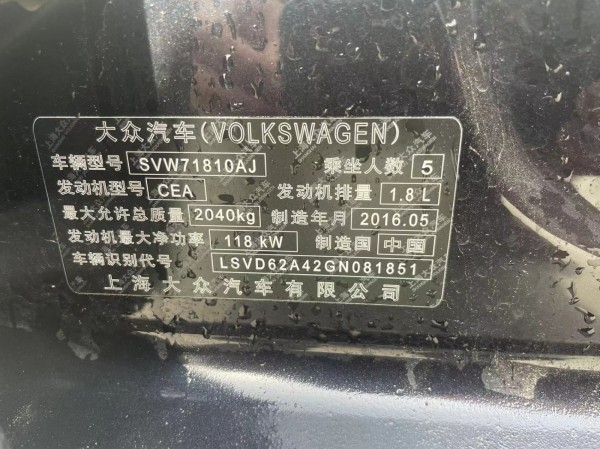 大众汽车(VOLKSWAGEN)
车辆型号 SVW71810AJ 乘坐人数 5
发动机型号 CEA 发动机排量 1.8 L
最大允许总质量 2040kg 制造年月 2016.05
发动机最大净功率 118 kW 制造国 中国
车辆识别代号 LSVD62A42GN081851
上海大众汽车有限公司